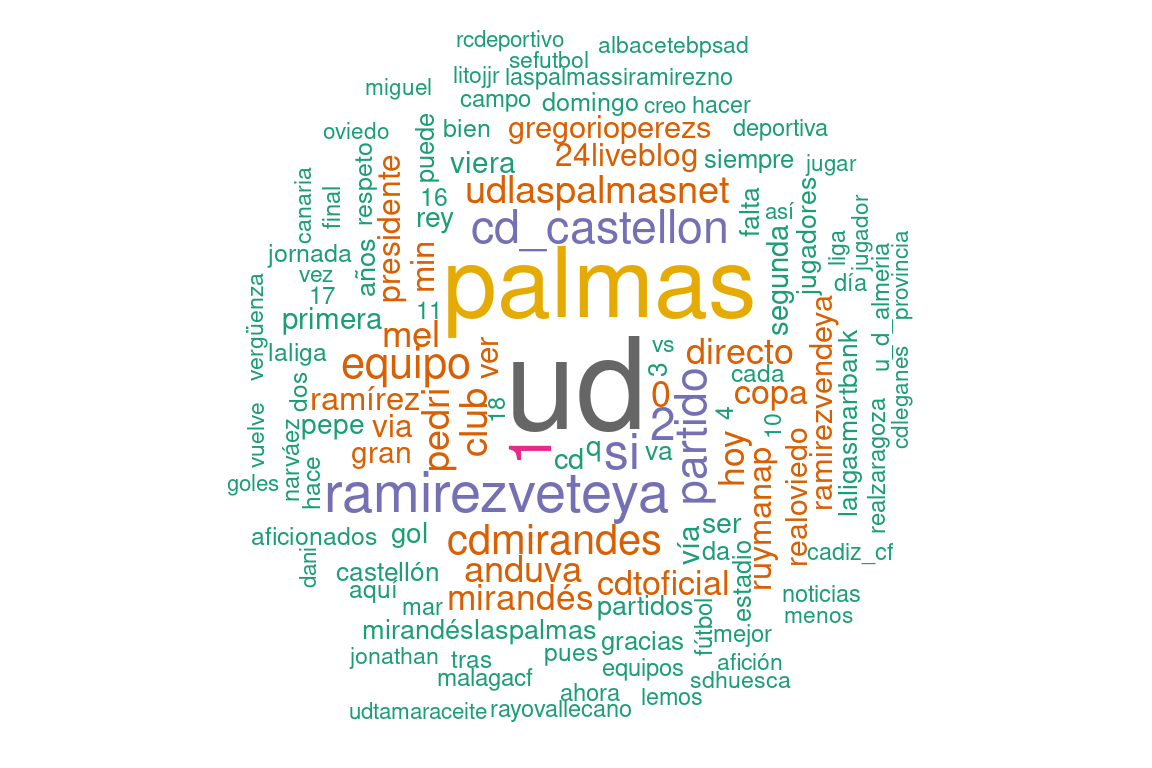 rcdeportivo
albacetebpsad
sefutbol
litojjr
laspalmassiramirezno
miguel
campo
domingo
creo
hacer
oviedo
puede
bien
gregorioperezs
deportiva
respeto
presidente
viera
24liveblog
siempre
jugar
canaria
final
16
rey
udlaspalmasnet
falta
así
jugadores
cd_castellon
segunda
liga
jugador
jornada
años
min
palmas
día
u_d_almería
provincia
vez
17
11
vergüenza
primera
mel
laliga
equipo
ver
vs
directo
3
cada
dos
ramírez
pedri
club
18
ud
0
copa
ramirezvendeya
laligasmartbank
cdleganés
vuelve
pepe
via
2
partido
4
10
gran
1
cd
q
si
va
hoy
realoviedo
realzaragoza
goles
narváez
hace
ramirezveteya
ruymanap
aficionados
gol
cdmirandes
vía
ser
da
estadio
cadiz_cf
dani
castellón
anduva
aquí
mirandés
cdtoficial
noticias
mar
partidos
menos
mirandéslaspalmas
gracias
fútbol
mejor
jonathan
tras
pues
equipos
afición
malagacf
sdhuesca
ahora
lemos
udtamaraceite
rayovallecano